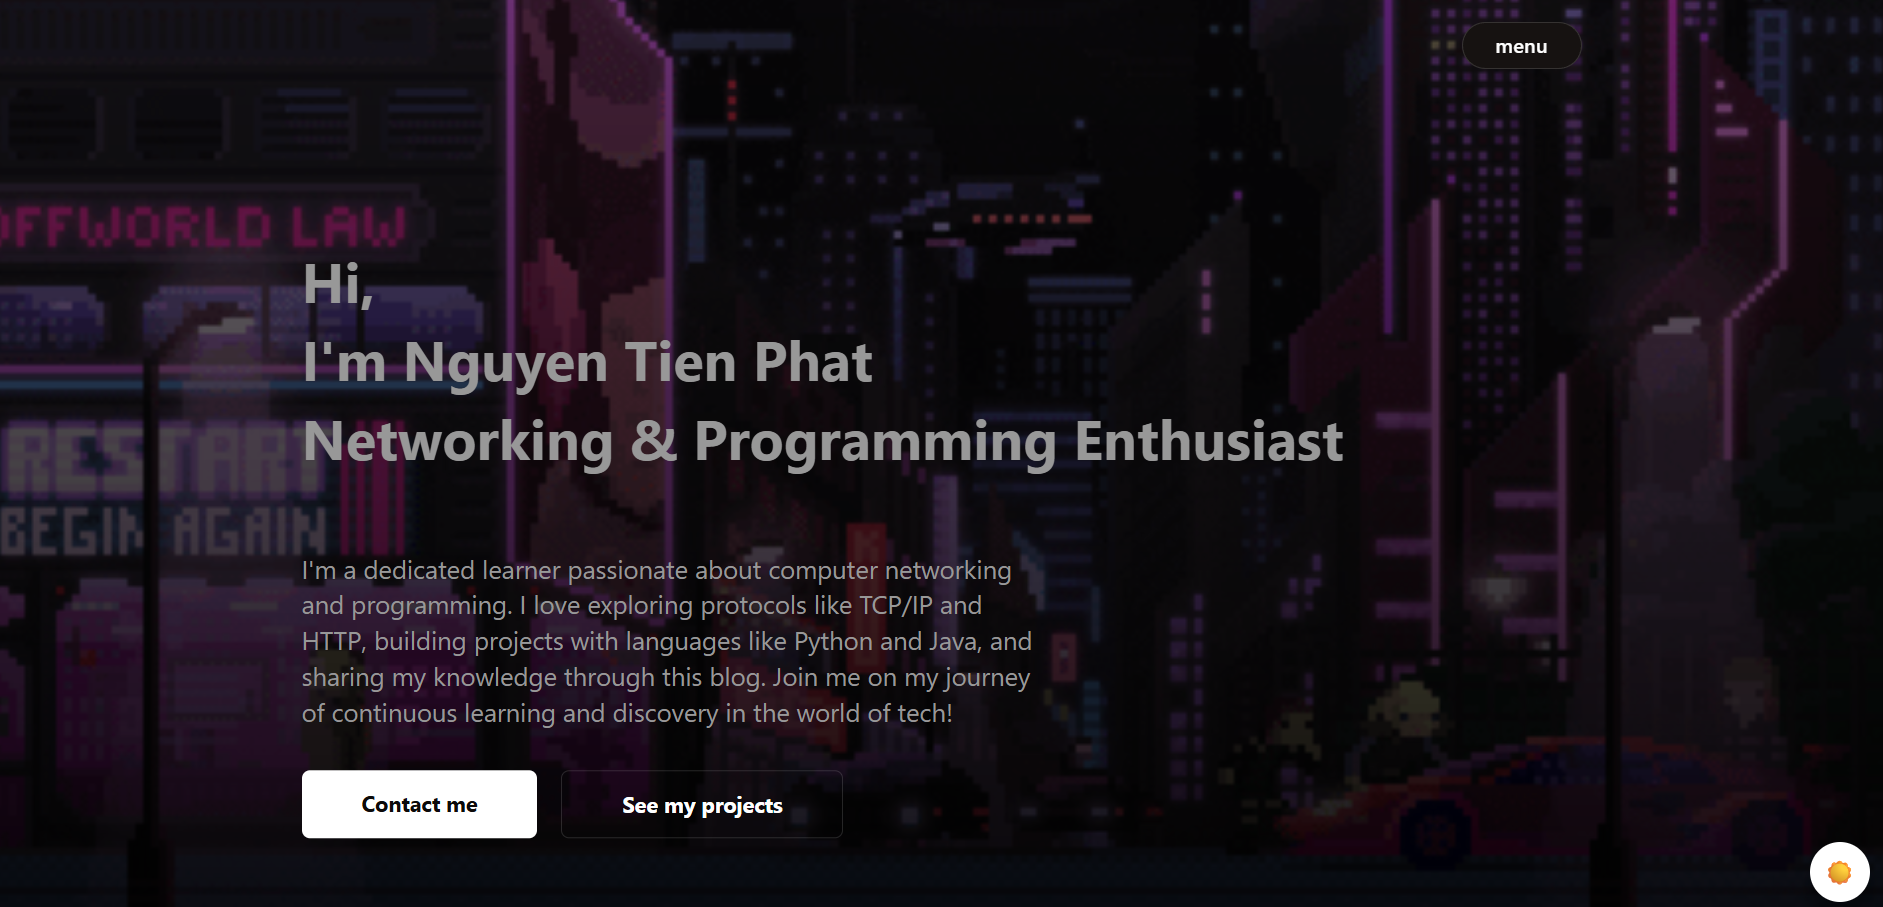 menu
OFFWORLD LAW
Hi,
I'm Nguyen Tien Phat
Networking & Programming Enthusiast
RESTART
BEGIN AGAIN
I'm a dedicated learner passionate about computer networking
and programming. I love exploring protocols like TCP/IP and
HTTP, building projects with languages like Python and Java, and
sharing my knowledge through this blog. Join me on my journey
of continuous learning and discovery in the world of tech!
Contact me
See my projects